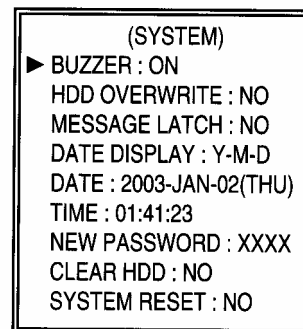 (SYSTEM)
▶ BUZZER : ON
HDD OVERWRITE : NO
MESSAGE LATCH : NO
DATE DISPLAY : Y-M-D
DATE : 2003-JAN-02(THU)
TIME : 01:41:23
NEW PASSWORD : XXXX
CLEAR HDD : NO
SYSTEM RESET : NO